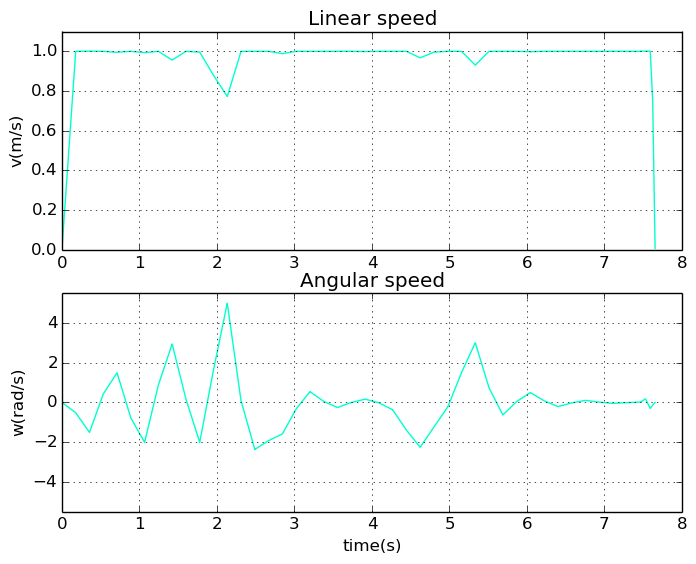 Linear speed
1.0
0.8
0.6
0.4
0.2
0.0
v(m/s)
0 1 2 3 4 5 6 7 8
Angular speed
4
2
0
−2
−4
w(rad/s)
0 1 2 3 4 5 6 7 8
time(s)